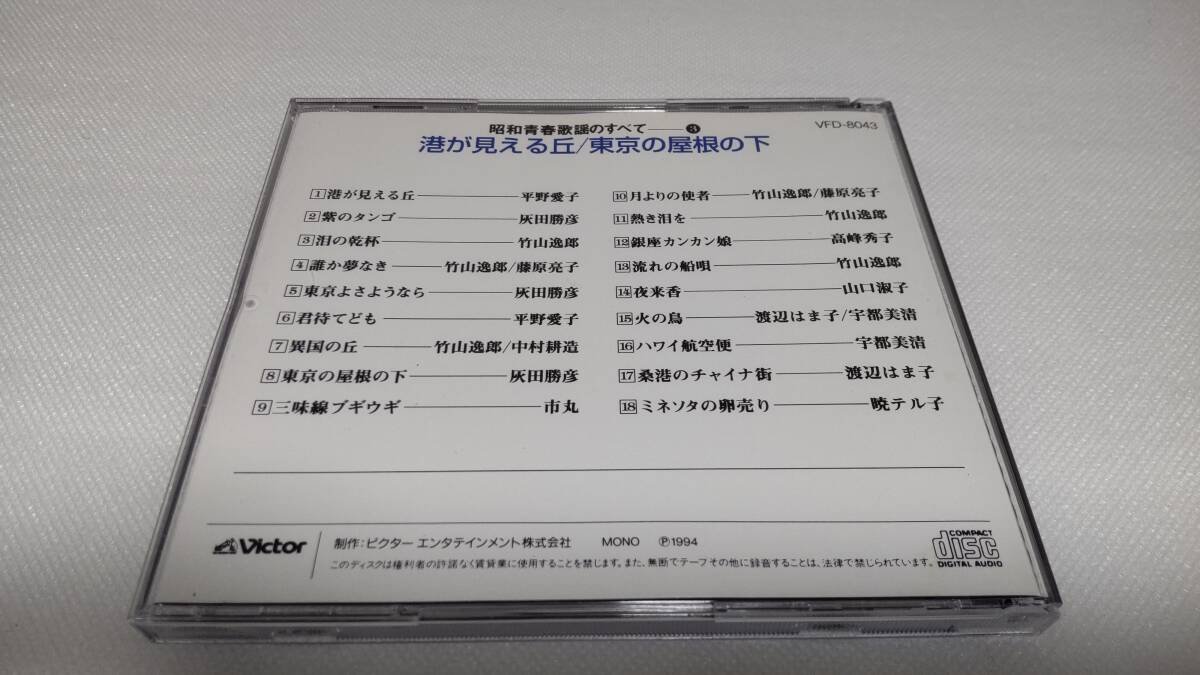 昭和青春歌謡のすべて——❸
VFD-8043
港が見える丘/東京の屋根の下
1 港が見える丘——平野愛子
2 紫のタンゴ——灰田勝彦
3 泪の乾杯——竹山逸郎
4 誰か夢なき——竹山逸郎/藤原亮子
5 東京よさようなら——灰田勝彦
6 君待てども——平野愛子
7 異国の丘——竹山逸郎/中村耕造
8 東京の屋根の下——灰田勝彦
9 三味線ブギウギ——市丸
10 月よりの使者——竹山逸郎/藤原亮子
11 熱き泪を——竹山逸郎
12 銀座カンカン娘——高峰秀子
13 流れの船唄——竹山逸郎
14 夜来香——山口淑子
15 火の鳥——渡辺はま子/宇都美清
16 ハワイ航空便——宇都美清
17 桑港のチャイナ街——渡辺はま子
18 ミネソタの卵売り——暁テル子
Victor
制作:ビクター エンタテインメント株式会社 MONO Ⓟ1994
このディスクは権利者の許諾なく賃貸業に使用することを禁じます。また、無断でテープその他に録音することは、法律で禁じられています。
COMPACT
disc
DIGITAL AUDIO